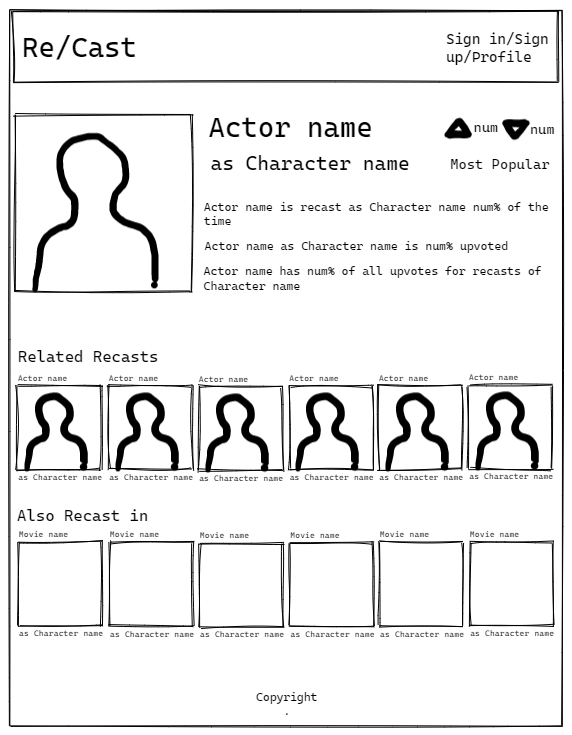 Re/Cast
Sign in/Sign
up/Profile
Actor name
num
num
as Character name
Most Popular
Actor name is recast as Character name num% of the
time
Actor name as Character name is num% upvoted
Actor name has num% of all upvotes for recasts of
Character name
Related Recasts
Actor name Actor name Actor name Actor name Actor name Actor name
as Character name as Character name as Character name as Character name as Character name as Character name
Also Recast in
Movie name Movie name Movie name Movie name Movie name Movie name
as Character name as Character name as Character name as Character name as Character name as Character name
Copyright
.